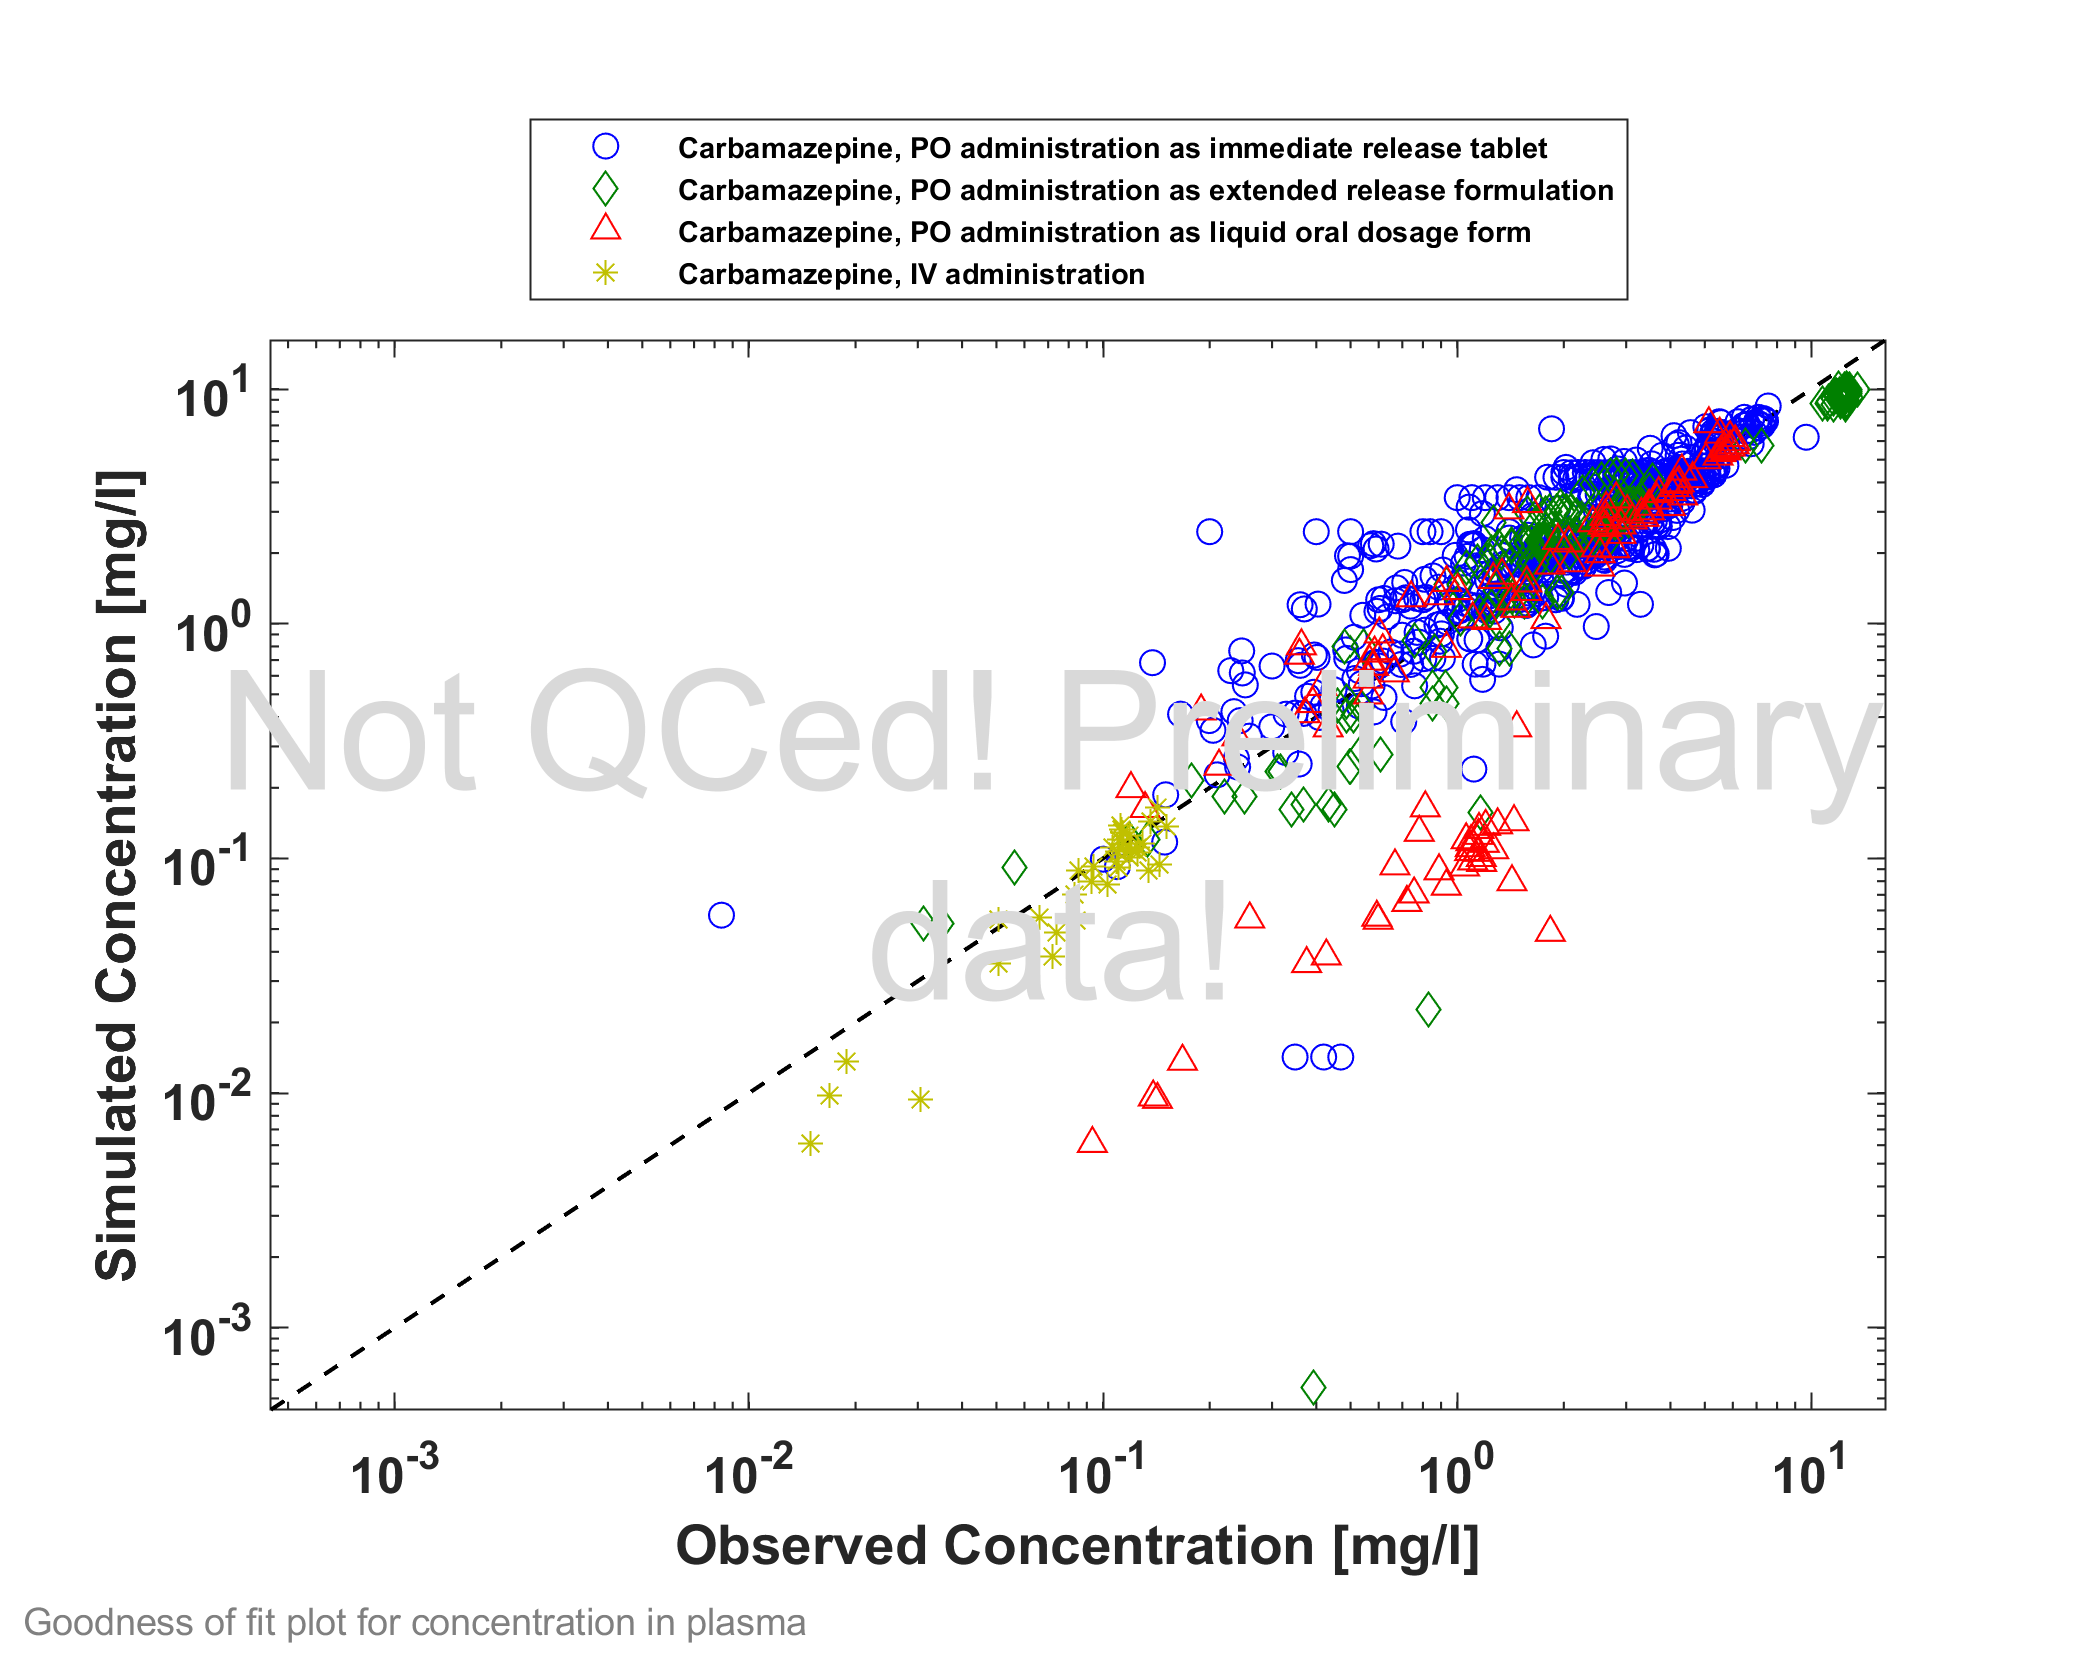 Carbamazepine, PO administration as immediate release tablet
Carbamazepine, PO administration as extended release formulation
Carbamazepine, PO administration as liquid oral dosage form
Carbamazepine, IV administration
10^1
10^0
10^-1
10^-2
10^-3
Simulated Concentration [mg/l]
Not QCed! Preliminary
data!
10^-3 10^-2 10^-1 10^0 10^1
Observed Concentration [mg/l]
Goodness of fit plot for concentration in plasma